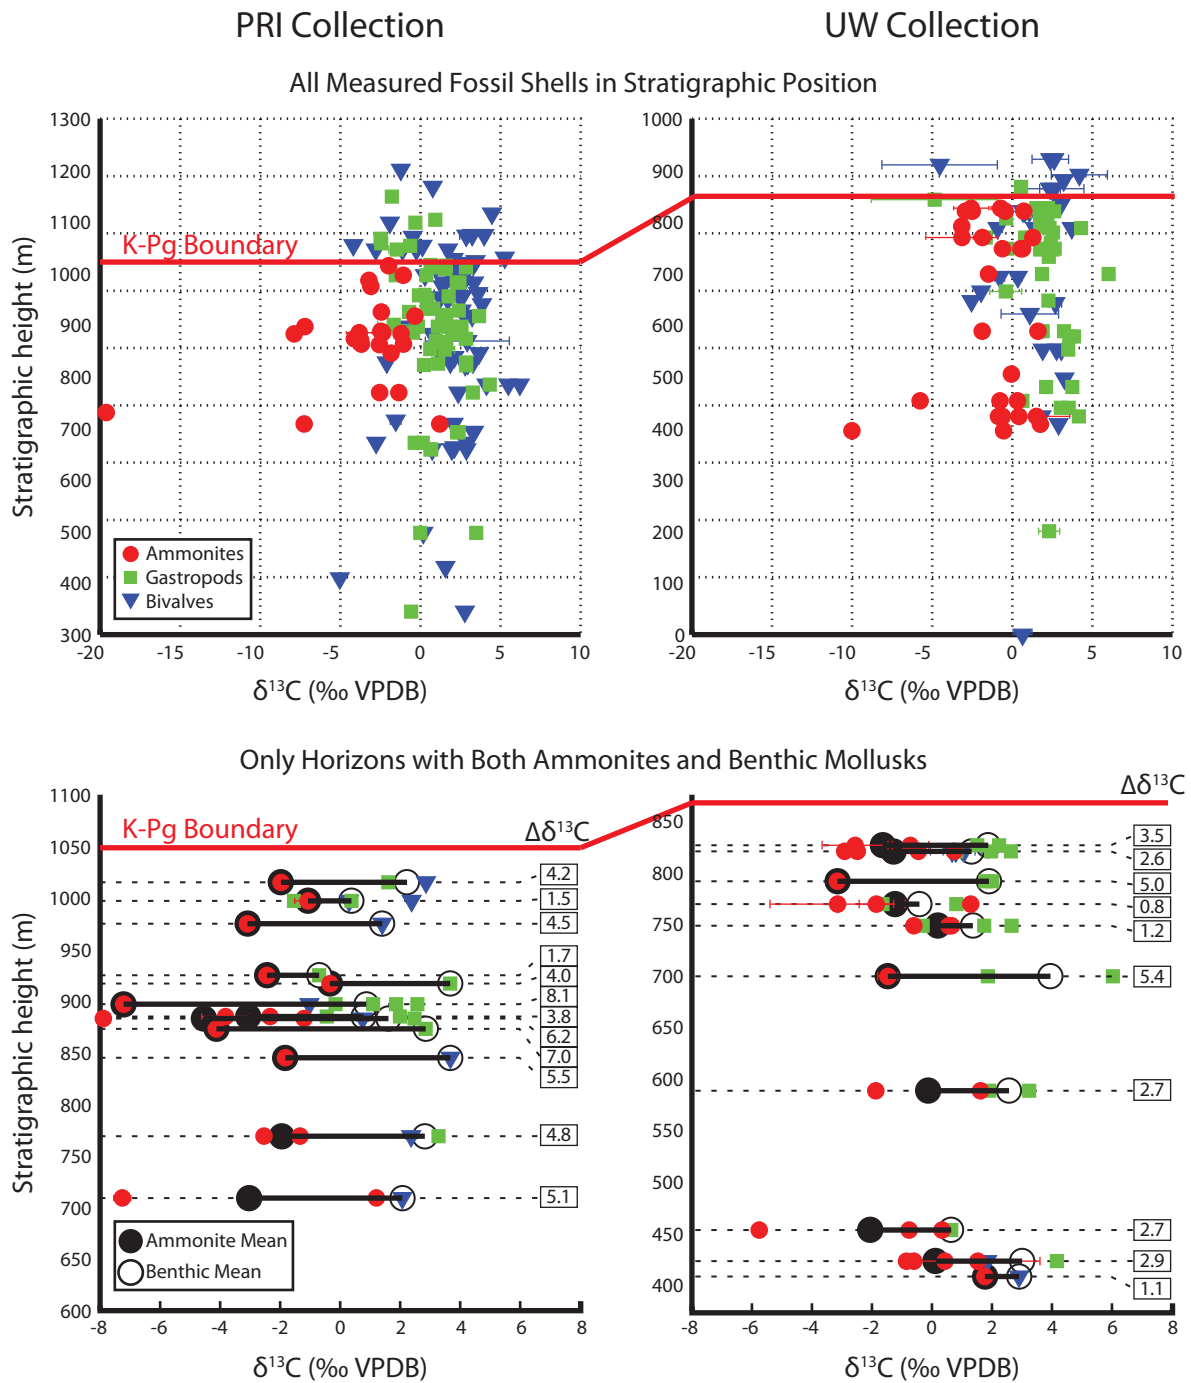 PRI Collection
UW Collection
All Measured Fossil Shells in Stratigraphic Position
1300
1200
1100
1000
900
800
700
600
500
400
300
Stratigraphic height (m)
K-Pg Boundary
Ammonites
Gastropods
Bivalves
-20 -15 -10 -5 0 5 10
δ¹³C (‰ VPDB)
1000
900
800
700
600
500
400
300
200
100
0
-20 -15 -10 -5 0 5 10
δ¹³C (‰ VPDB)
Only Horizons with Both Ammonites and Benthic Mollusks
1100
1050
1000
950
900
850
800
750
700
650
600
Stratigraphic height (m)
K-Pg Boundary
Δδ¹³C
4.2
1.5
4.5
1.7
4.0
8.1
3.8
6.2
7.0
5.5
4.8
5.1
Ammonite Mean
Benthic Mean
-8 -6 -4 -2 0 2 4 6 8
δ¹³C (‰ VPDB)
Δδ¹³C
850
800
750
700
650
600
550
500
450
400
3.5
2.6
5.0
0.8
1.2
5.4
2.7
2.7
2.9
1.1
-8 -6 -4 -2 0 2 4 6 8
δ¹³C (‰ VPDB)